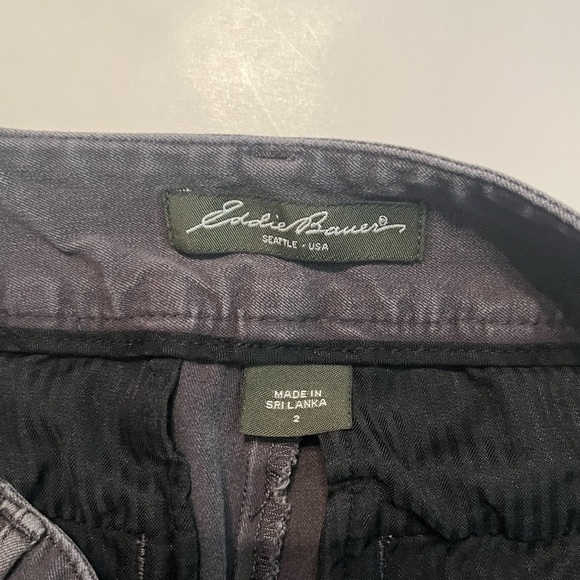 Eddie Bauer®
SEATTLE · USA
MADE IN
SRI LANKA
2